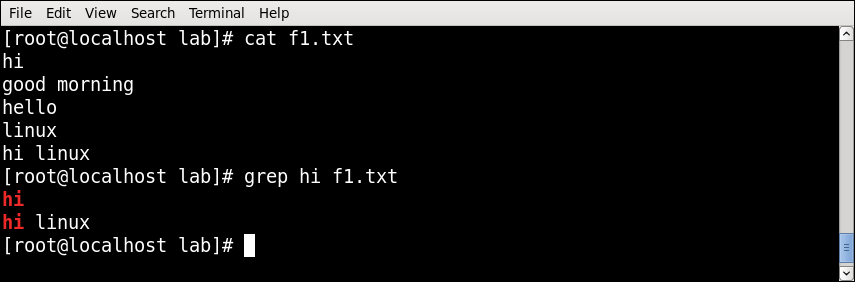 File Edit View Search Terminal Help
[root@localhost lab]# cat f1.txt
hi
good morning
hello
linux
hi linux
[root@localhost lab]# grep hi f1.txt
hi
hi linux
[root@localhost lab]#